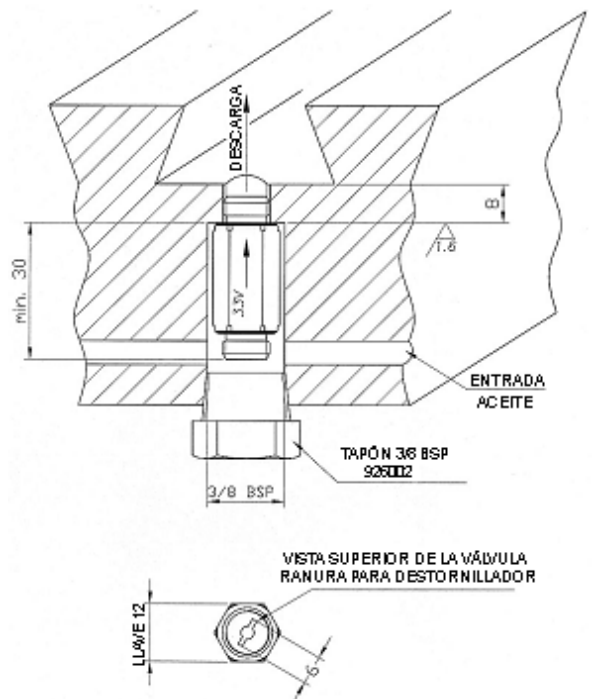 DESCARGA
8
1.6
min. 30
3.3V
ENTRADA
ACEITE
TAPÓN 3/8 BSP
926002
3/8 BSP
VISTA SUPERIOR DE LA VÁLVULA
RANURA PARA DESTORNILLADOR
LLAVE 12
6